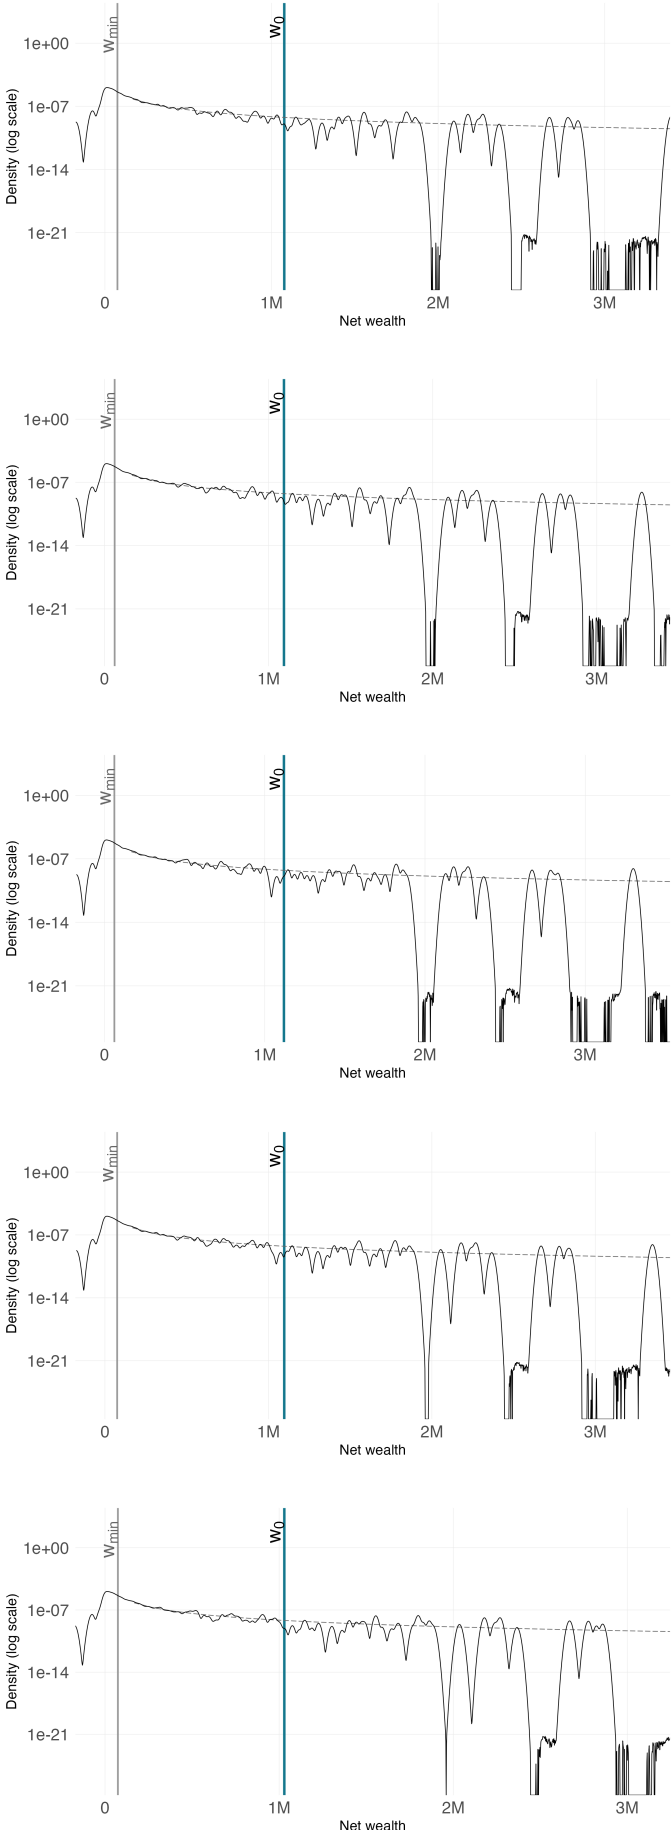 w_min
w_0
1e+00
1e-07
1e-14
1e-21
Density (log scale)
0 1M 2M 3M
Net wealth
w_min
w_0
1e+00
1e-07
1e-14
1e-21
Density (log scale)
0 1M 2M 3M
Net wealth
w_min
w_0
1e+00
1e-07
1e-14
1e-21
Density (log scale)
0 1M 2M 3M
Net wealth
w_min
w_0
1e+00
1e-07
1e-14
1e-21
Density (log scale)
0 1M 2M 3M
Net wealth
w_min
w_0
1e+00
1e-07
1e-14
1e-21
Density (log scale)
0 1M 2M 3M
Net wealth